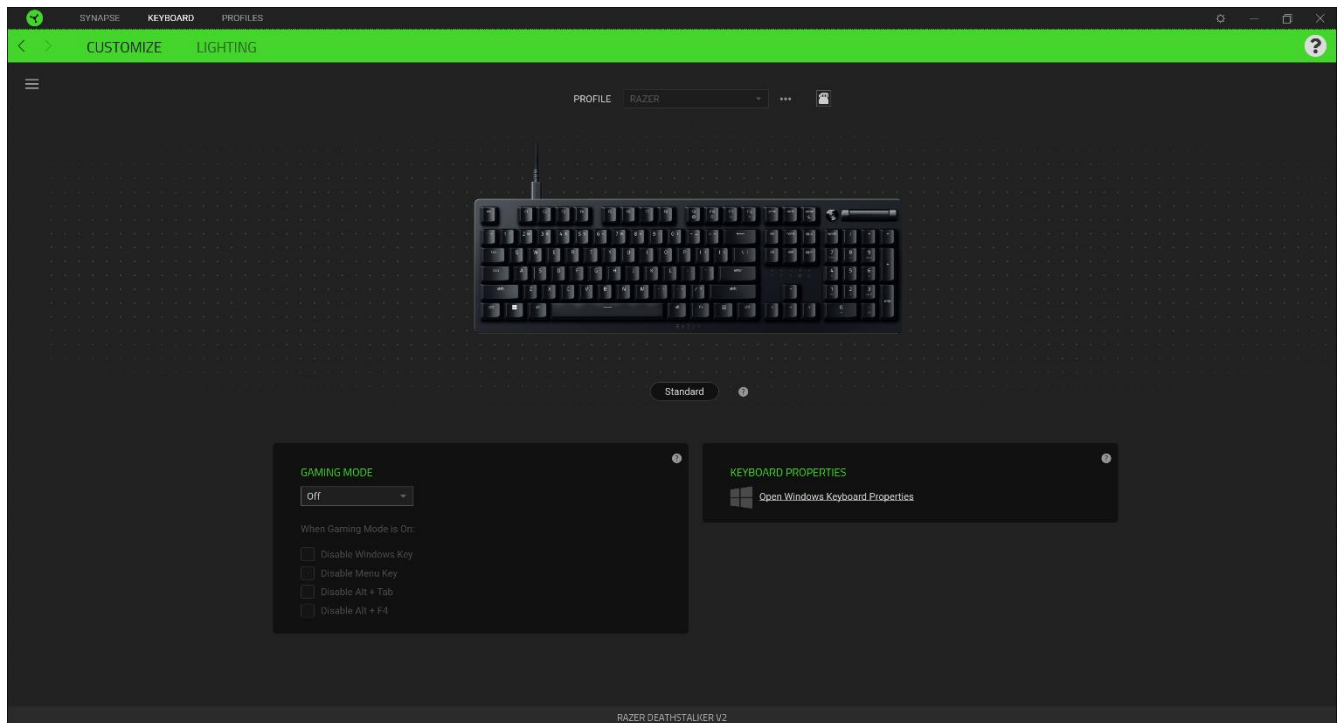 SYNAPSE KEYBOARD PROFILES
CUSTOMIZE LIGHTING
PROFILE RAZER
Standard
GAMING MODE
Off
When Gaming Mode is On:
Disable Windows Key
Disable Menu Key
Disable Alt + Tab
Disable Alt + F4
KEYBOARD PROPERTIES
Open Windows Keyboard Properties
RAZER DEATHSTALKER V2